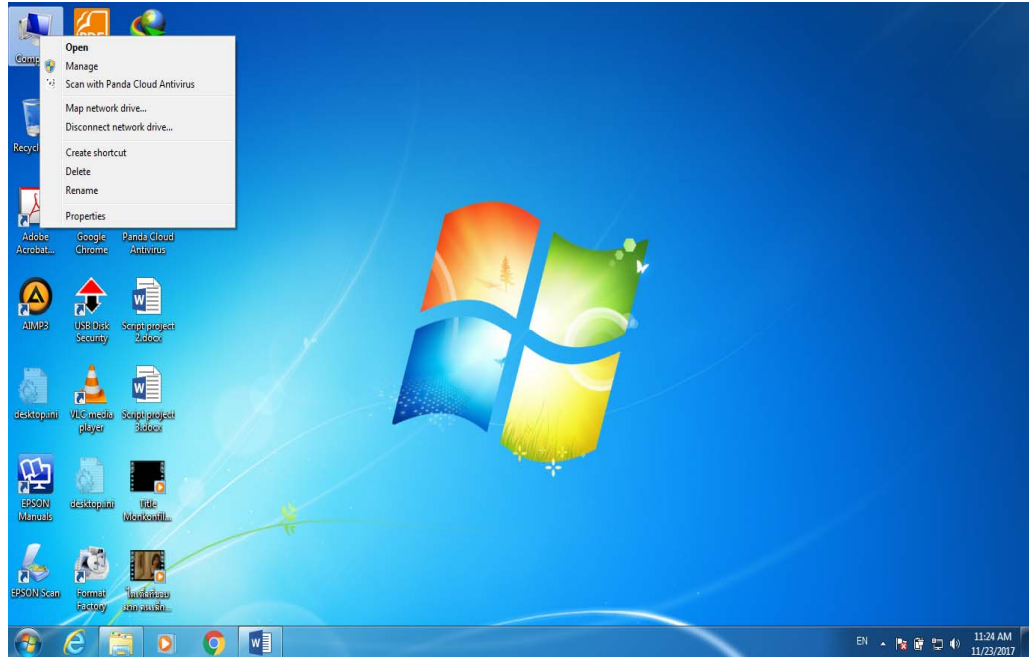 PDF
Comp
Open
Manage
Scan with Panda Cloud Antivirus
Map network drive...
Disconnect network drive...
Create shortcut
Delete
Rename
Properties
Recycl
Adobe
Acrobat...
Google
Chrome
Panda Cloud
Antivirus
AIMP3
USB Disk
Security
Script project
2.docx
desktop.ini
VLC media
player
Script project
3.docx
EPSON
Manuals
desktop.ini
Title
EPSON Scan
Format
Factory
EN
11:24 AM
11/23/2017